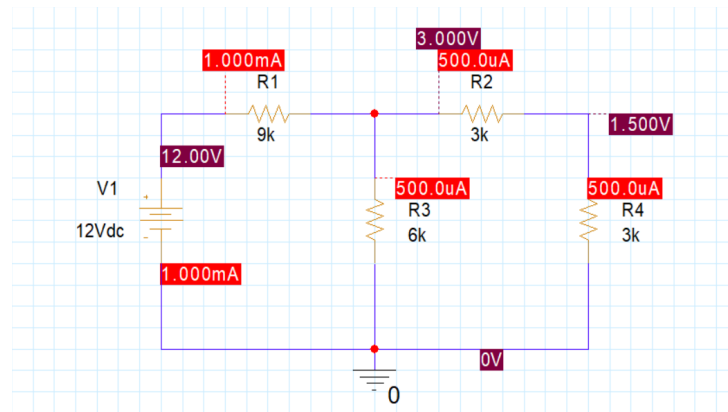 3.000V
1.000mA
500.0uA
R1
R2
9k
3k
1.500V
12.00V
V1
+
500.0uA
500.0uA
R3
R4
12Vdc
6k
3k
-
1.000mA
0V
0